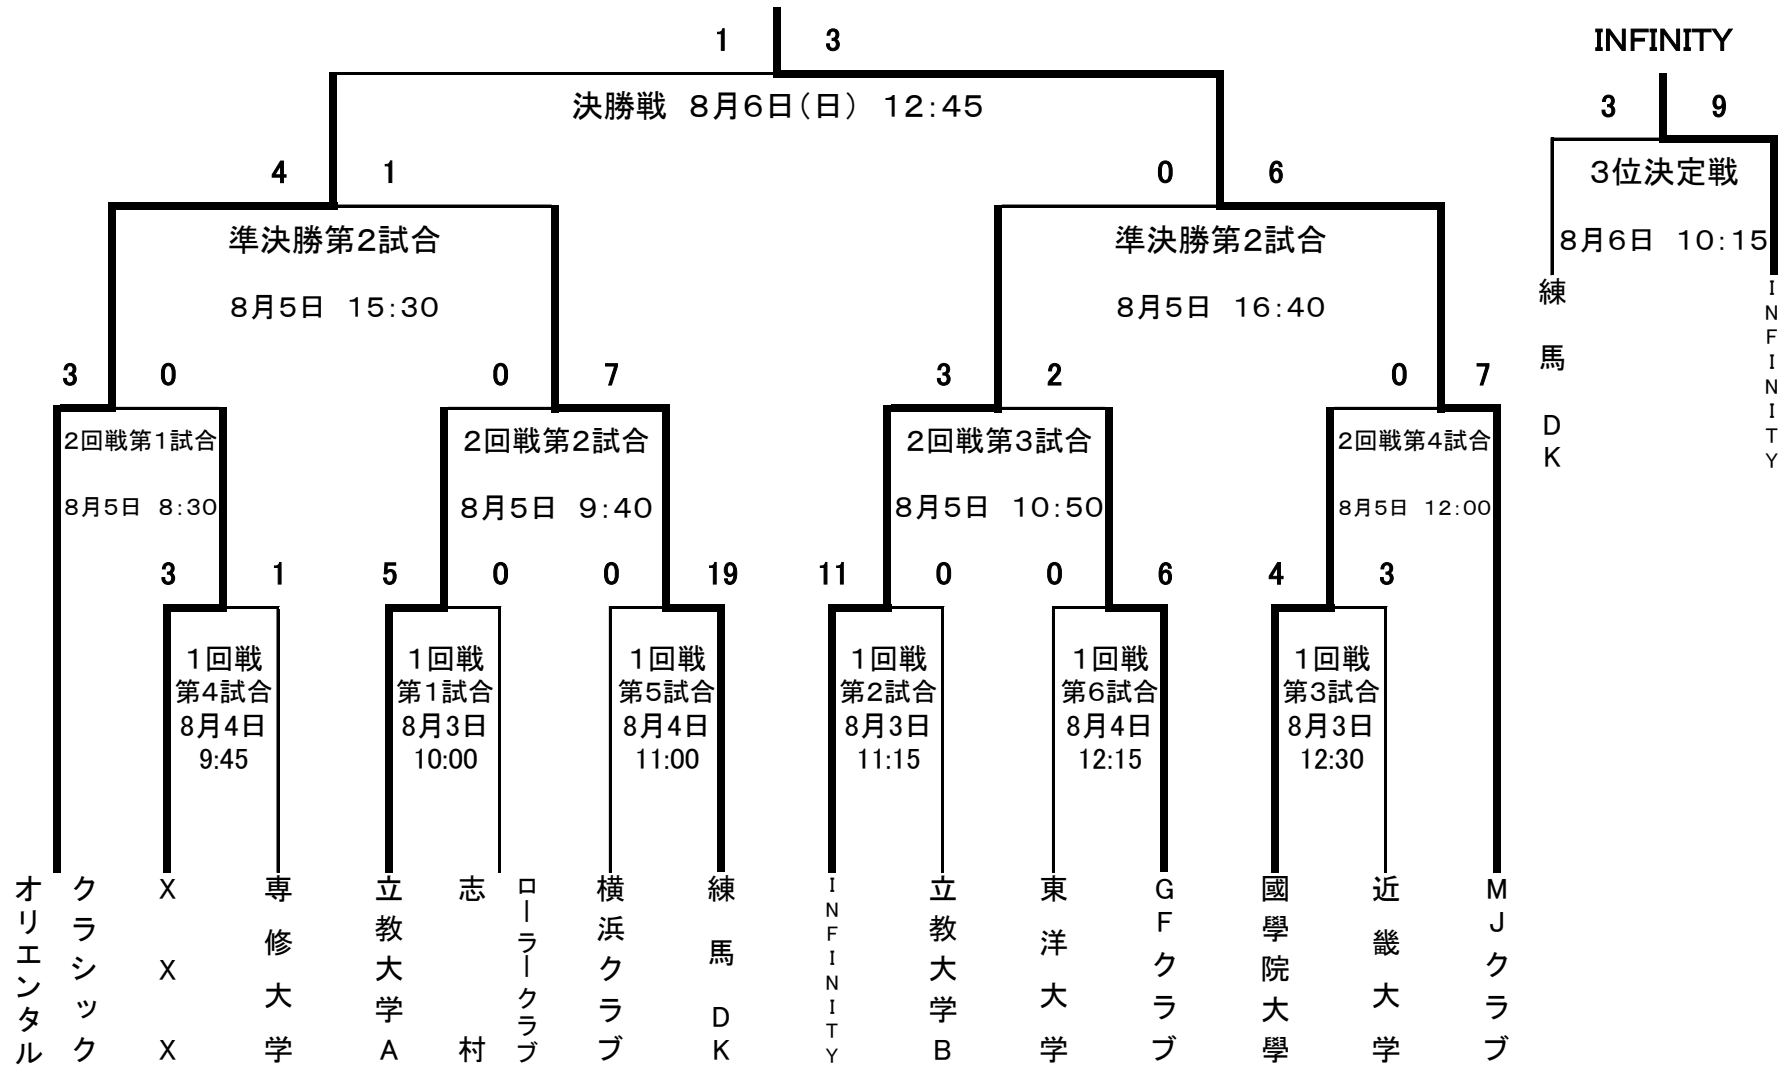 1 3 INFINITY
3 9
決勝戦 8月6日(日) 12:45
4 1 0 6 3位決定戦
準決勝第2試合 準決勝第2試合 8月6日 10:15
8月5日 15:30 8月5日 16:40
練馬DK INFINITY
3 0 0 7 3 2 0 7
2回戦第1試合 2回戦第2試合 2回戦第3試合 2回戦第4試合
8月5日 8:30 8月5日 9:40 8月5日 10:50 8月5日 12:00
3 1 5 0 0 19 11 0 0 6 4 3
1回戦 1回戦 1回戦 1回戦 1回戦 1回戦
第4試合 第1試合 第5試合 第2試合 第6試合 第3試合
8月4日 8月3日 8月4日 8月3日 8月4日 8月3日
9:45 10:00 11:00 11:15 12:15 12:30
オリエンタル
クラシック
XXX
専修大学
立教大学A
志村
ローラークラブ
横浜クラブ
練馬DK
INFINITY
立教大学B
東洋大学
GFクラブ
國學院大學
近畿大学
MJクラブ